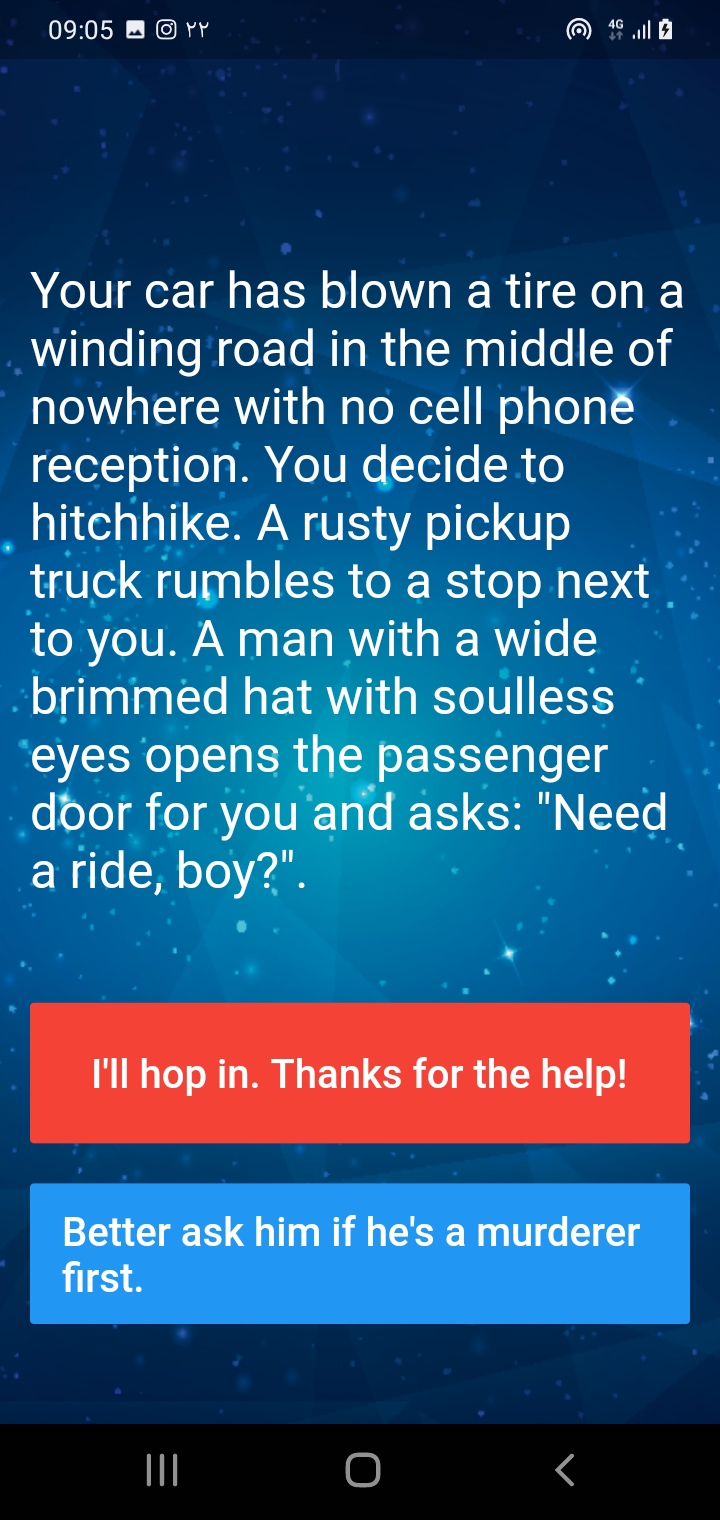 09:05 ۲۲ 4G
Your car has blown a tire on a
winding road in the middle of
nowhere with no cell phone
reception. You decide to
hitchhike. A rusty pickup
truck rumbles to a stop next
to you. A man with a wide
brimmed hat with soulless
eyes opens the passenger
door for you and asks: "Need
a ride, boy?".
I'll hop in. Thanks for the help!
Better ask him if he's a murderer
first.